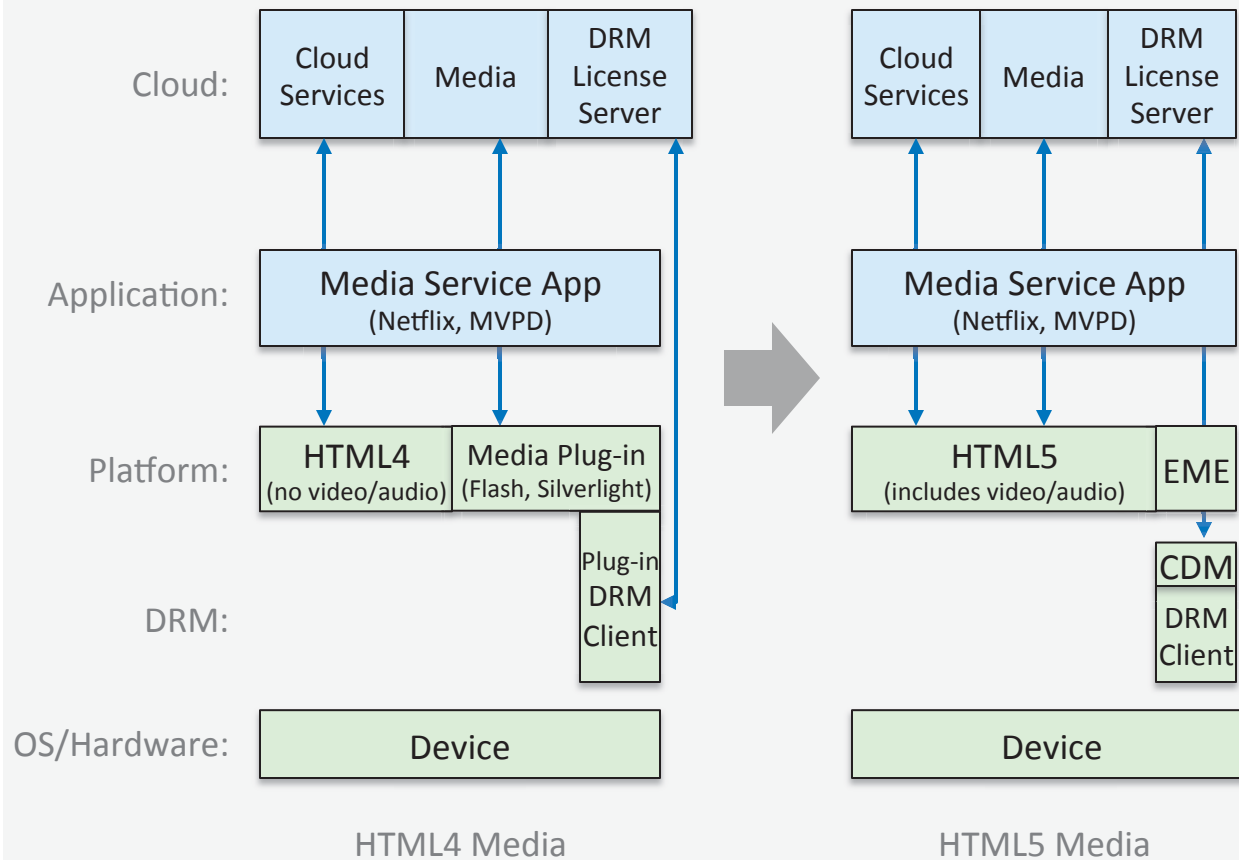 Cloud:
Cloud
Services
Media
DRM
License
Server
Cloud
Services
Media
DRM
License
Server
Application:
Media Service App
(Netflix, MVPD)
Media Service App
(Netflix, MVPD)
Platform:
HTML4
(no video/audio)
Media Plug-in
(Flash, Silverlight)
HTML5
(includes video/audio)
EME
DRM:
Plug-in
DRM
Client
CDM
DRM
Client
OS/Hardware:
Device
Device
HTML4 Media
HTML5 Media